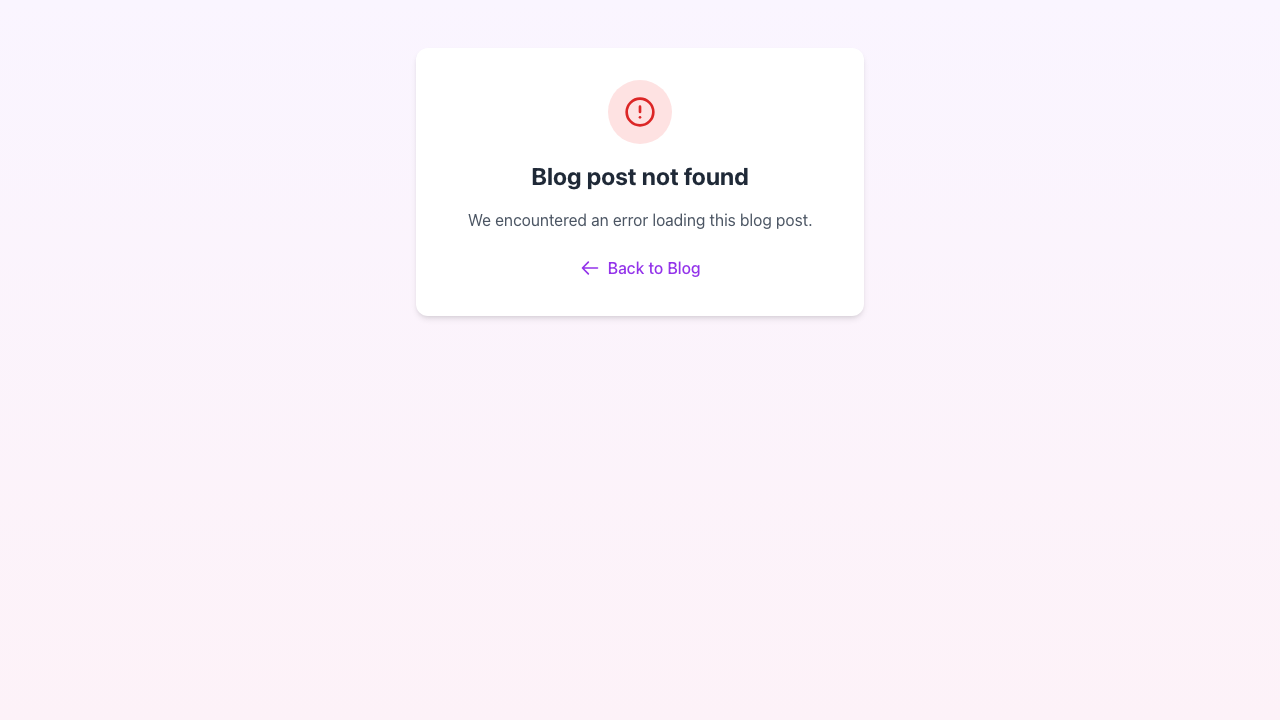 Blog post not found
We encountered an error loading this blog post.
Back to Blog